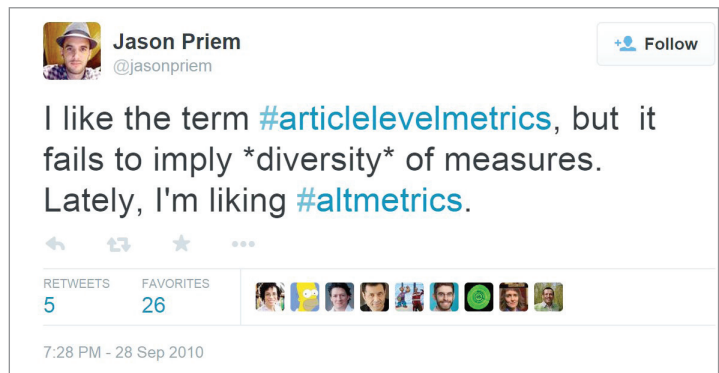 Jason Priem
@jasonpriem
Follow
I like the term #articlelevelmetrics, but it
fails to imply *diversity* of measures.
Lately, I'm liking #altmetrics.
RETWEETS FAVORITES
5 26
7:28 PM - 28 Sep 2010